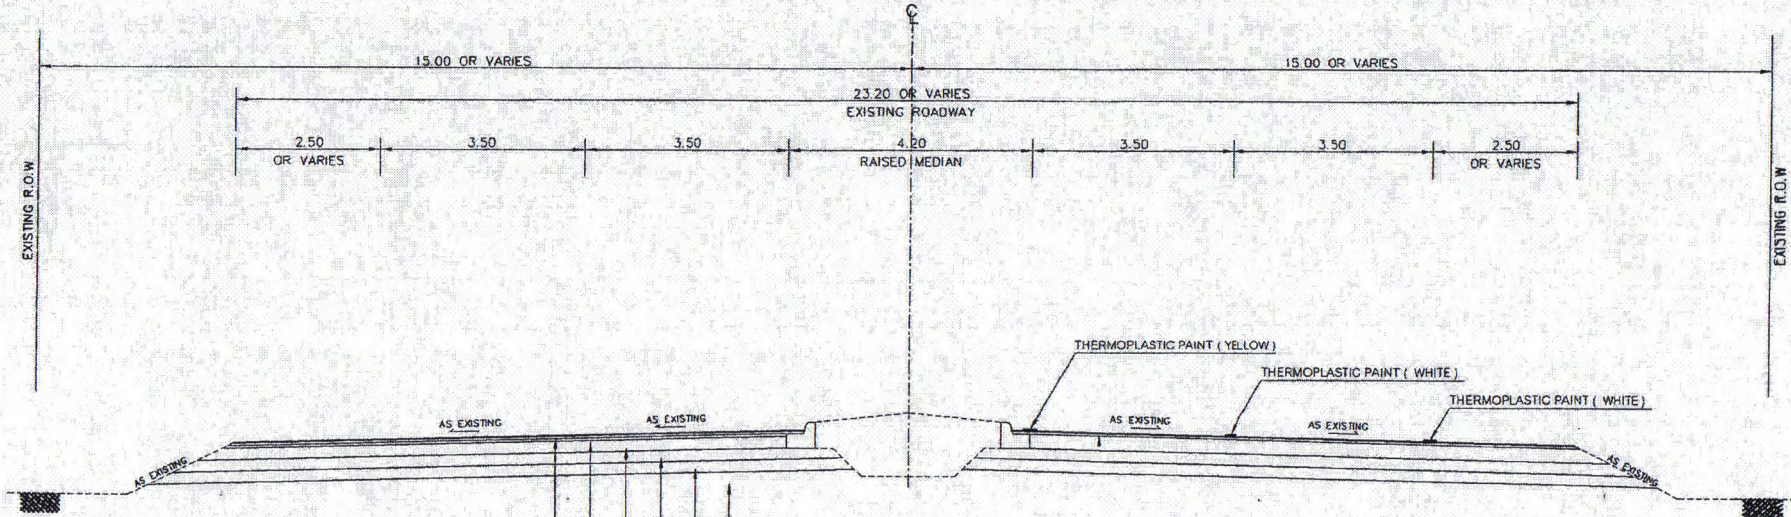 ℄
15.00 OR VARIES
15.00 OR VARIES
23.20 OR VARIES
EXISTING ROADWAY
2.50
OR VARIES
3.50
3.50
4.20
RAISED MEDIAN
3.50
3.50
2.50
OR VARIES
EXISTING R.O.W
EXISTING R.O.W
THERMOPLASTIC PAINT ( YELLOW )
THERMOPLASTIC PAINT ( WHITE )
THERMOPLASTIC PAINT ( WHITE )
AS EXISTING
AS EXISTING
AS EXISTING
AS EXISTING
AS EXISTING
AS EXISTING